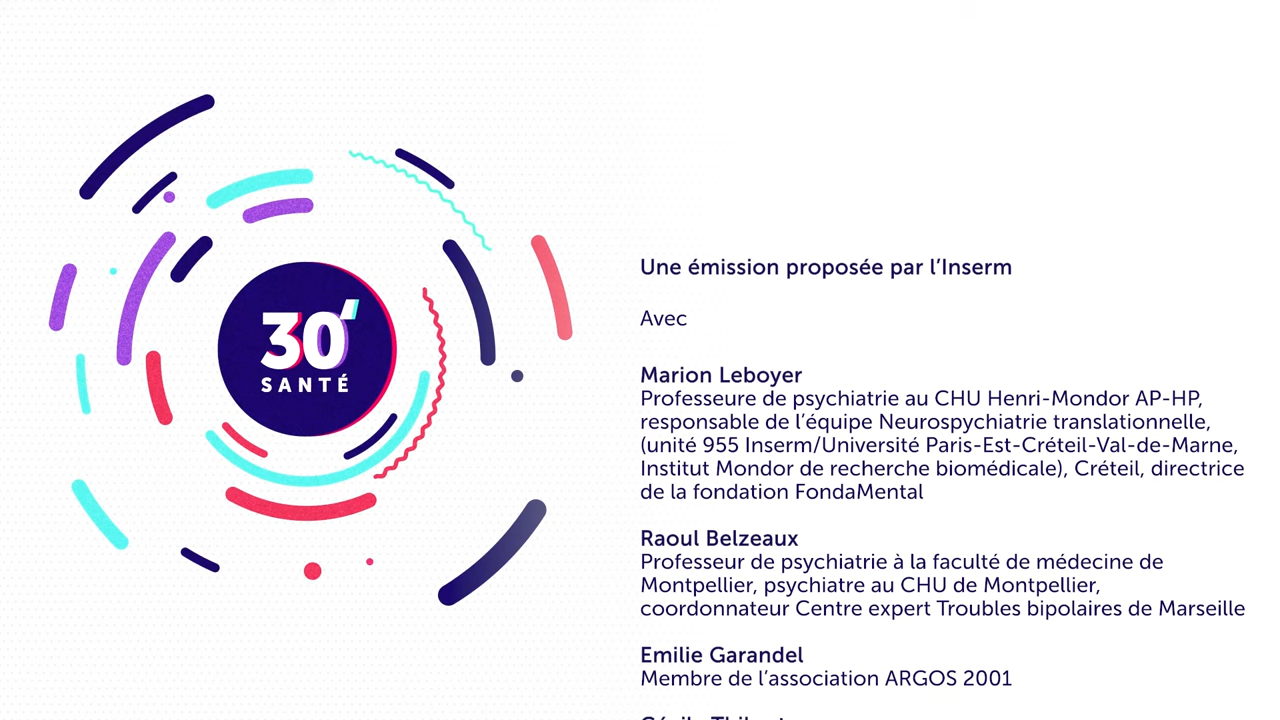 30'
SANTÉ
Une émission proposée par l’Inserm
Avec
Marion Leboyer
Professeure de psychiatrie au CHU Henri-Mondor AP-HP,
responsable de l’équipe Neurospychiatrie translationnelle,
(unité 955 Inserm/Université Paris-Est-Créteil-Val-de-Marne,
Institut Mondor de recherche biomédicale), Créteil, directrice
de la fondation FondaMental
Raoul Belzeaux
Professeur de psychiatrie à la faculté de médecine de
Montpellier, psychiatre au CHU de Montpellier,
coordonnateur Centre expert Troubles bipolaires de Marseille
Emilie Garandel
Membre de l’association ARGOS 2001